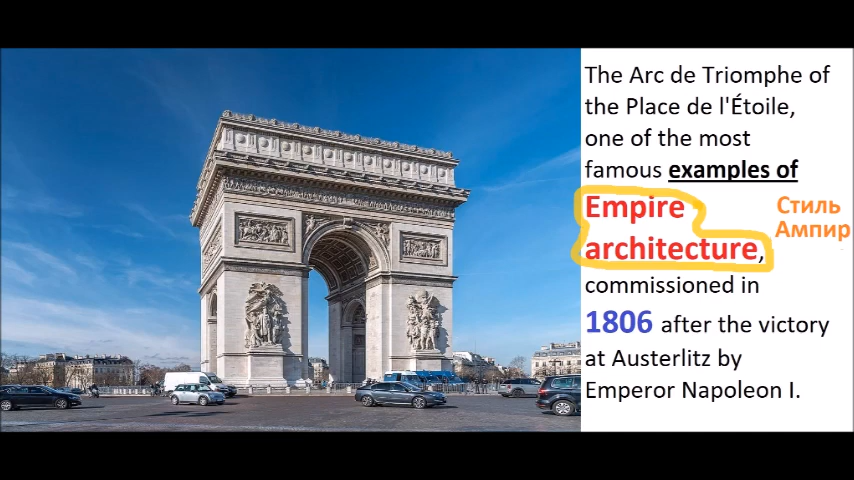 The Arc de Triomphe of
the Place de l'Étoile,
one of the most
famous examples of
Empire
architecture,
Стиль
Ампир
commissioned in
1806 after the victory
at Austerlitz by
Emperor Napoleon I.